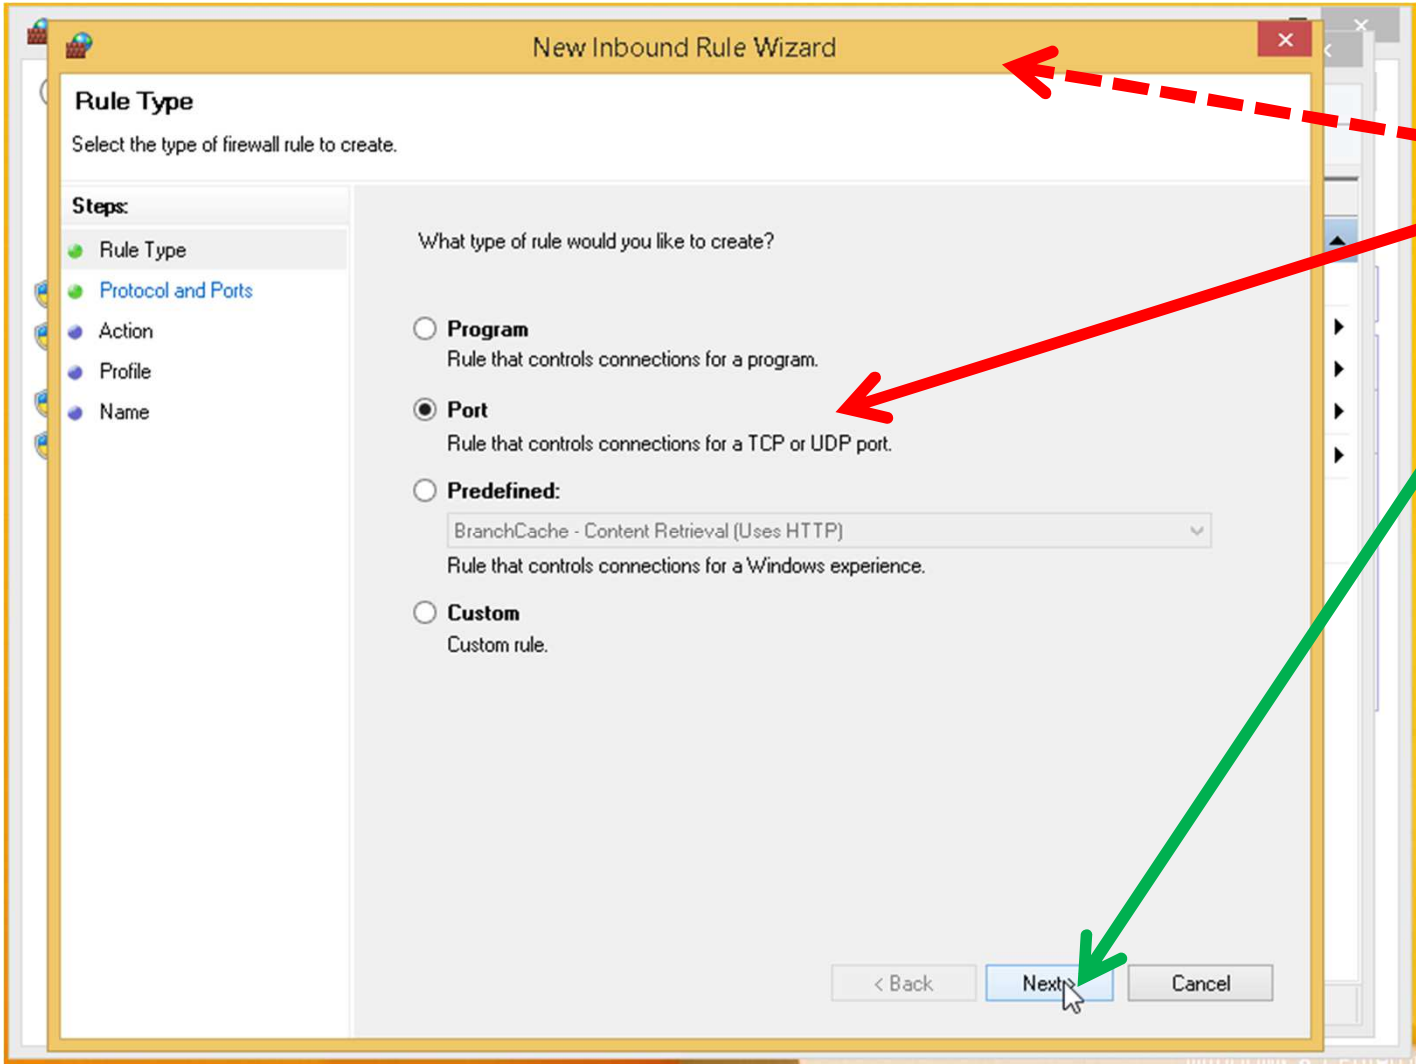 New Inbound Rule Wizard
Rule Type
Select the type of firewall rule to create.
Steps:
Rule Type
Protocol and Ports
Action
Profile
Name
What type of rule would you like to create?
Program
Rule that controls connections for a program.
Port
Rule that controls connections for a TCP or UDP port.
Predefined:
BranchCache - Content Retrieval (Uses HTTP)
Rule that controls connections for a Windows experience.
Custom
Custom rule.
< Back
Next >
Cancel